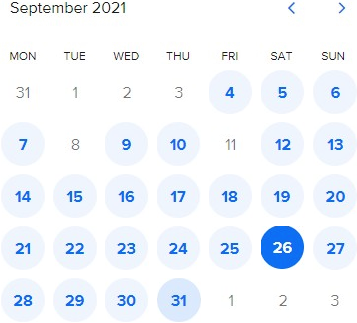 September 2021
MON TUE WED THU FRI SAT SUN
31 1 2 3 4 5 6
7 8 9 10 11 12 13
14 15 16 17 18 19 20
21 22 23 24 25 26 27
28 29 30 31 1 2 3